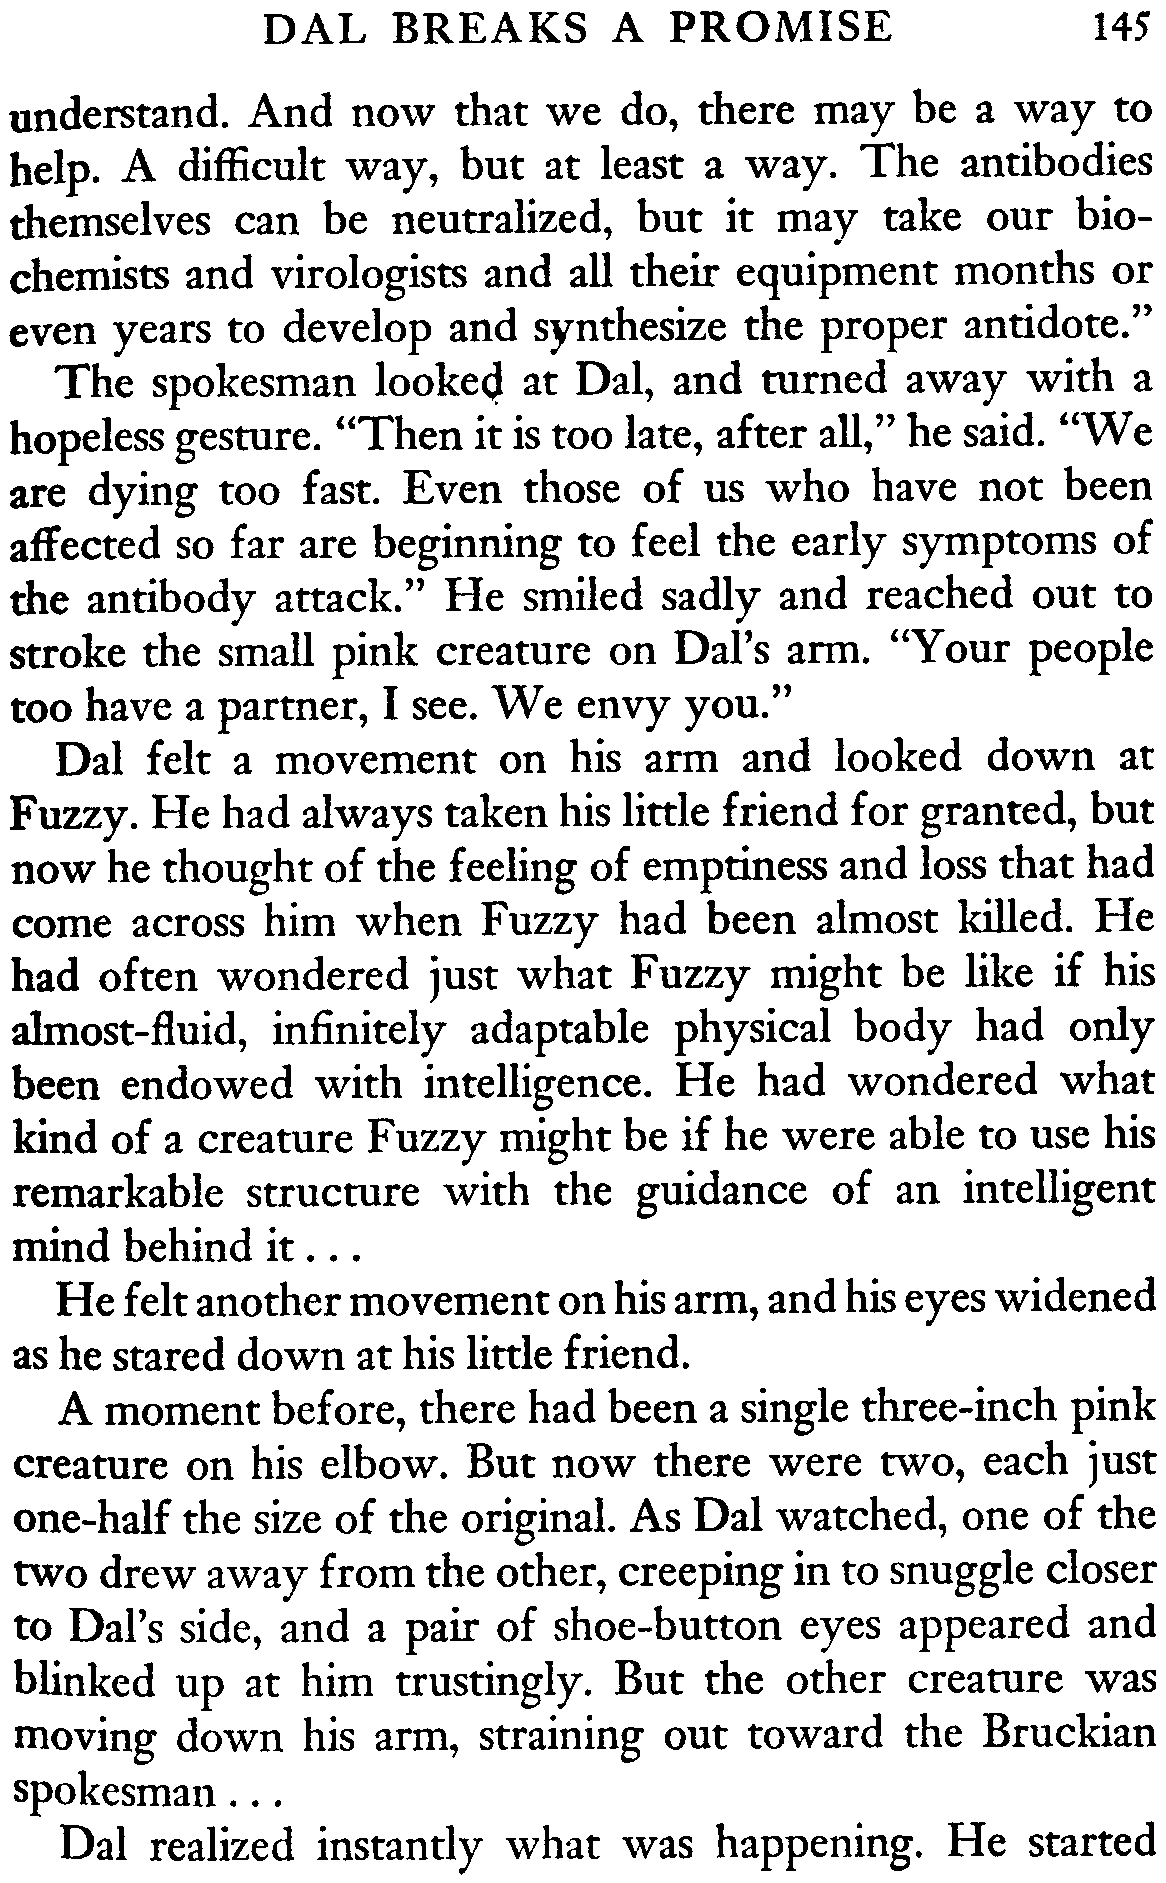 DAL BREAKS A PROMISE 145
understand. And now that we do, there may be a way to
help. A difficult way, but at least a way. The antibodies
themselves can be neutralized, but it may take our bio-
chemists and virologists and all their equipment months or
even years to develop and synthesize the proper antidote."
The spokesman looked at Dal, and turned away with a
hopeless gesture. "Then it is too late, after all," he said. "We
are dying too fast. Even those of us who have not been
affected so far are beginning to feel the early symptoms of
the antibody attack." He smiled sadly and reached out to
stroke the small pink creature on Dal's arm. "Your people
too have a partner, I see. We envy you."
Dal felt a movement on his arm and looked down at
Fuzzy. He had always taken his little friend for granted, but
now he thought of the feeling of emptiness and loss that had
come across him when Fuzzy had been almost killed. He
had often wondered just what Fuzzy might be like if his
almost-fluid, infinitely adaptable physical body had only
been endowed with intelligence. He had wondered what
kind of a creature Fuzzy might be if he were able to use his
remarkable structure with the guidance of an intelligent
mind behind it . . .
He felt another movement on his arm, and his eyes widened
as he stared down at his little friend.
A moment before, there had been a single three-inch pink
creature on his elbow. But now there were two, each just
one-half the size of the original. As Dal watched, one of the
two drew away from the other, creeping in to snuggle closer
to Dal's side, and a pair of shoe-button eyes appeared and
blinked up at him trustingly. But the other creature was
moving down his arm, straining out toward the Bruckian
spokesman . . .
Dal realized instantly what was happening. He started